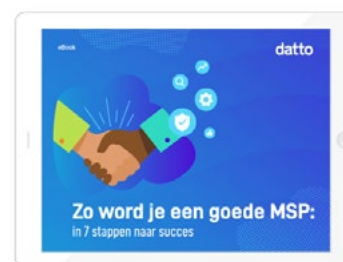 eBook
datto
Zo word je een goede MSP:
in 7 stappen naar succes